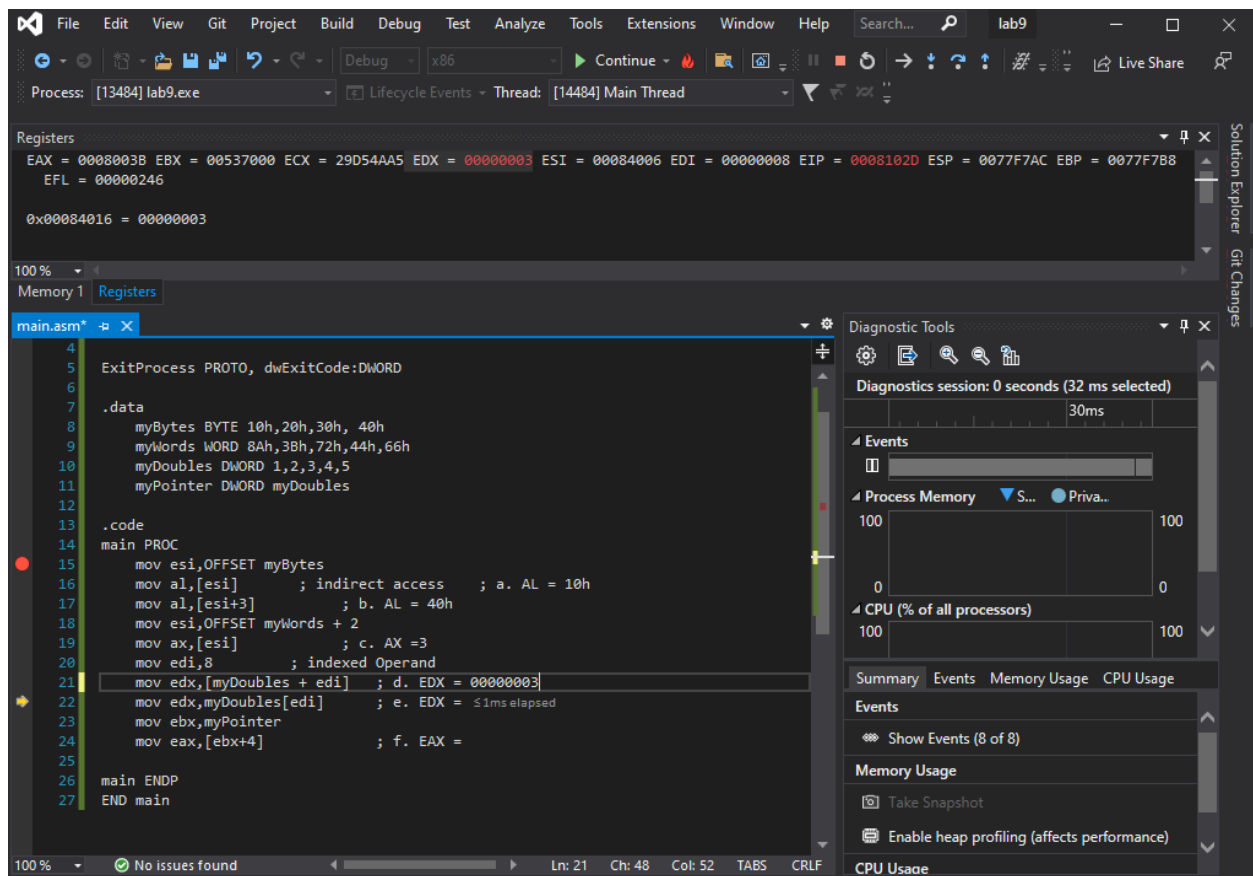 File Edit View Git Project Build Debug Test Analyze Tools Extensions Window Help Search... lab9
Debug x86 Continue Live Share
Process: [13484] lab9.exe Lifecycle Events Thread: [14484] Main Thread
Registers
EAX = 0008003B EBX = 00537000 ECX = 29D54AA5 EDX = 00000003 ESI = 00084006 EDI = 00000008 EIP = 0008102D ESP = 0077F7AC EBP = 0077F7B8
EFL = 00000246
0x00084016 = 00000003
100 %
Memory 1 Registers
Solution Explorer
Git Changes
main.asm*
4
5 ExitProcess PROTO, dwExitCode:DWORD
6
7 .data
8 myBytes BYTE 10h,20h,30h, 40h
9 myWords WORD 8Ah,3Bh,72h,44h,66h
10 myDoubles DWORD 1,2,3,4,5
11 myPointer DWORD myDoubles
12
13 .code
14 main PROC
15 mov esi,OFFSET myBytes
16 mov al,[esi] ; indirect access ; a. AL = 10h
17 mov al,[esi+3] ; b. AL = 40h
18 mov esi,OFFSET myWords + 2
19 mov ax,[esi] ; c. AX =3
20 mov edi,8 ; indexed Operand
21 mov edx,[myDoubles + edi] ; d. EDX = 00000003
22 mov edx,myDoubles[edi] ; e. EDX = ≤1ms elapsed
23 mov ebx,myPointer
24 mov eax,[ebx+4] ; f. EAX =
25
26 main ENDP
27 END main
100 % No issues found Ln: 21 Ch: 48 Col: 52 TABS CRLF
Diagnostic Tools
Diagnostics session: 0 seconds (32 ms selected)
30ms
Events
Process Memory S... Priva...
100 100
0 0
CPU (% of all processors)
100 100
Summary Events Memory Usage CPU Usage
Events
Show Events (8 of 8)
Memory Usage
Take Snapshot
Enable heap profiling (affects performance)
CPU Usage